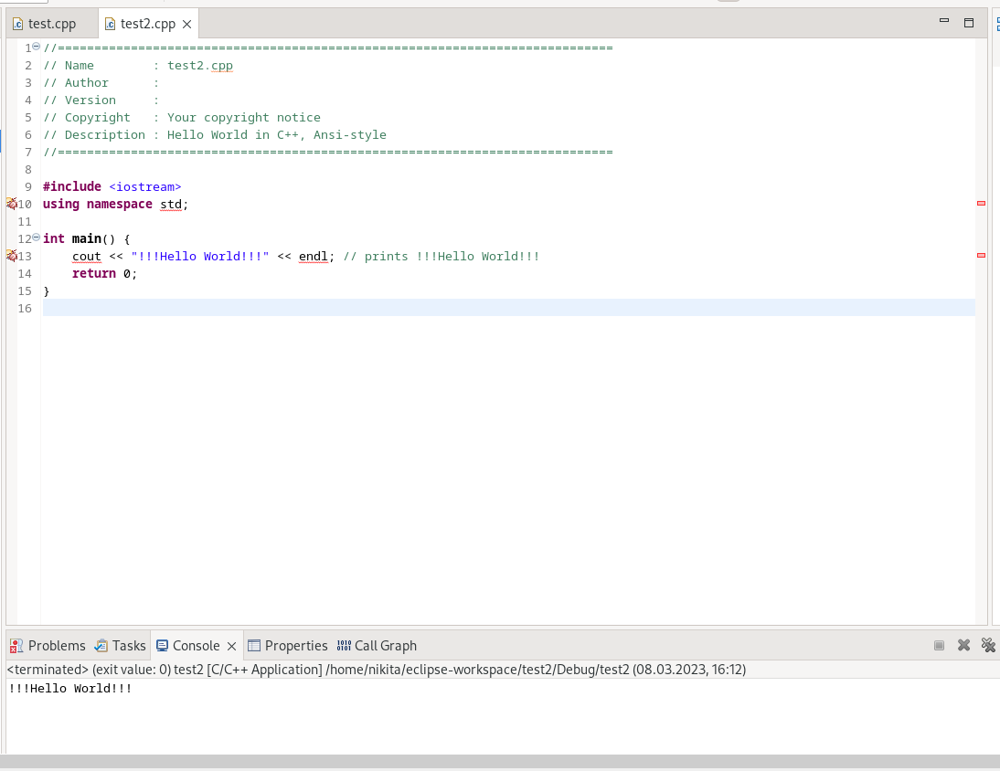 test.cpp test2.cpp
1 //============================================================================
2 // Name        : test2.cpp
3 // Author      :
4 // Version     :
5 // Copyright   : Your copyright notice
6 // Description : Hello World in C++, Ansi-style
7 //============================================================================
8
9 #include <iostream>
10 using namespace std;
11
12 int main() {
13     cout << "!!!Hello World!!!" << endl; // prints !!!Hello World!!!
14     return 0;
15 }
16
Problems Tasks Console Properties Call Graph
<terminated> (exit value: 0) test2 [C/C++ Application] /home/nikita/eclipse-workspace/test2/Debug/test2 (08.03.2023, 16:12)
!!!Hello World!!!